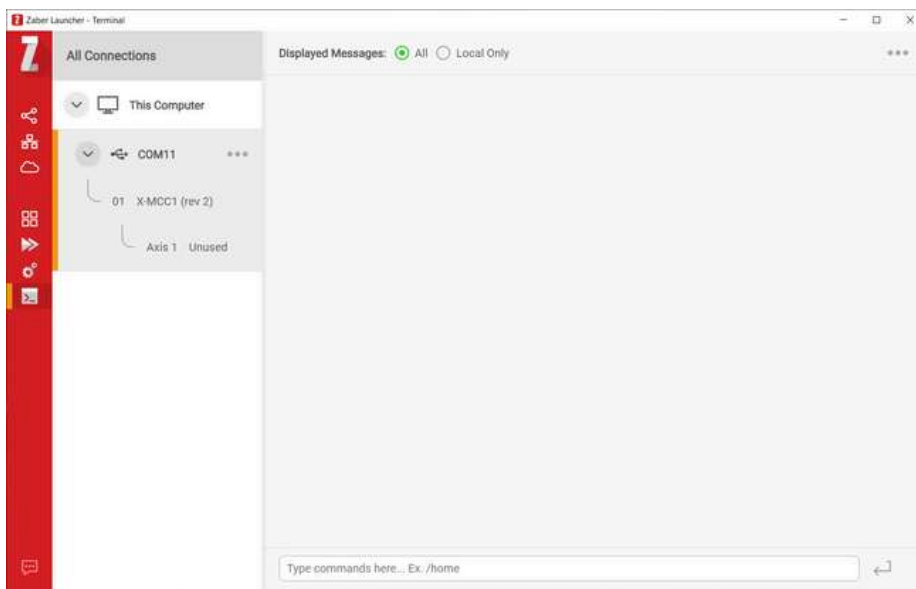 Zaber Launcher - Terminal
All Connections
Displayed Messages: All Local Only
This Computer
COM11
01 X-MCC1 (rev 2)
Axis 1 Unused
Type commands here... Ex. /home